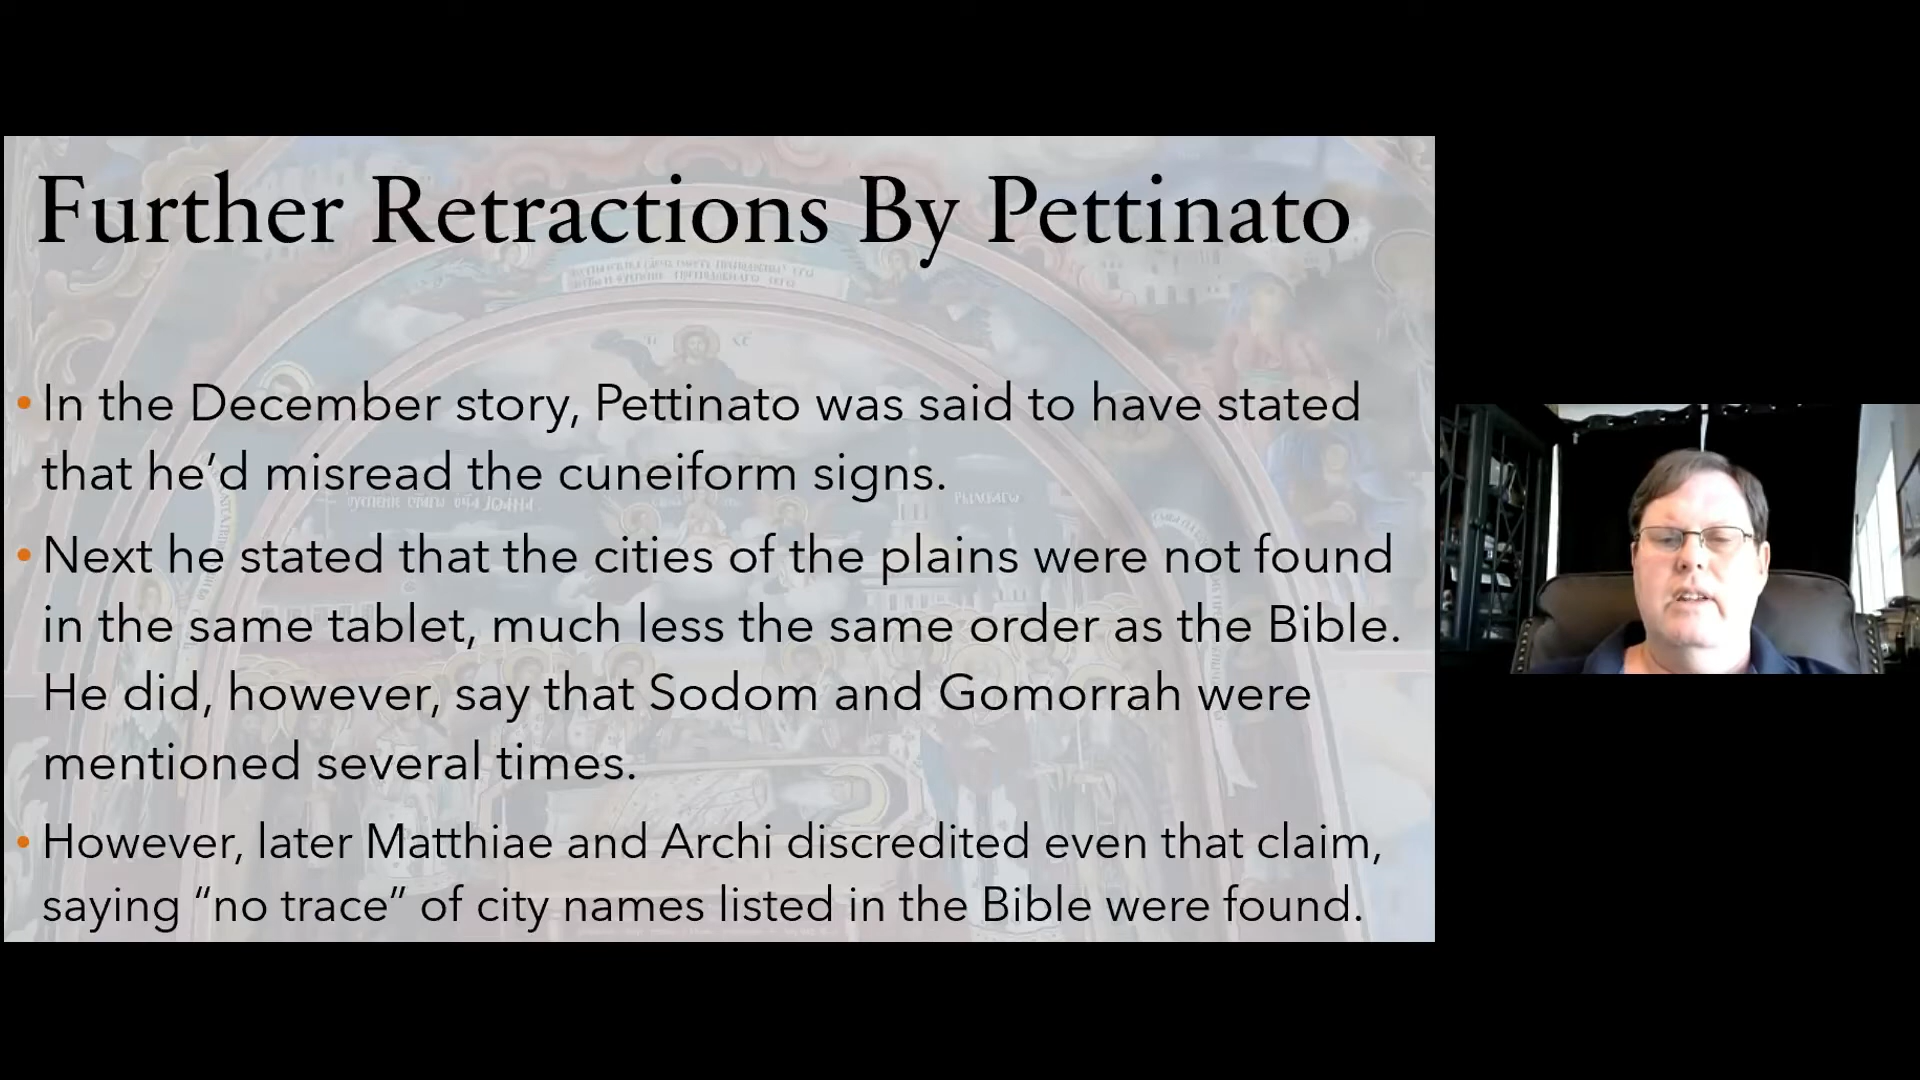 Further Retractions By Pettinato
•In the December story, Pettinato was said to have stated
that he’d misread the cuneiform signs.
•Next he stated that the cities of the plains were not found
in the same tablet, much less the same order as the Bible.
He did, however, say that Sodom and Gomorrah were
mentioned several times.
•However, later Matthiae and Archi discredited even that claim,
saying “no trace” of city names listed in the Bible were found.